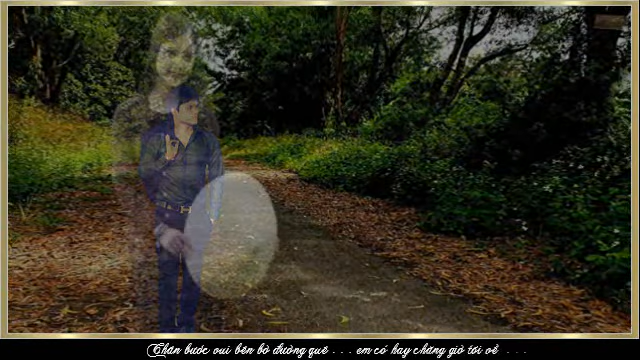 Chân bước vui bên bờ đường quê . . . em có hay chăng giờ tôi về . . .